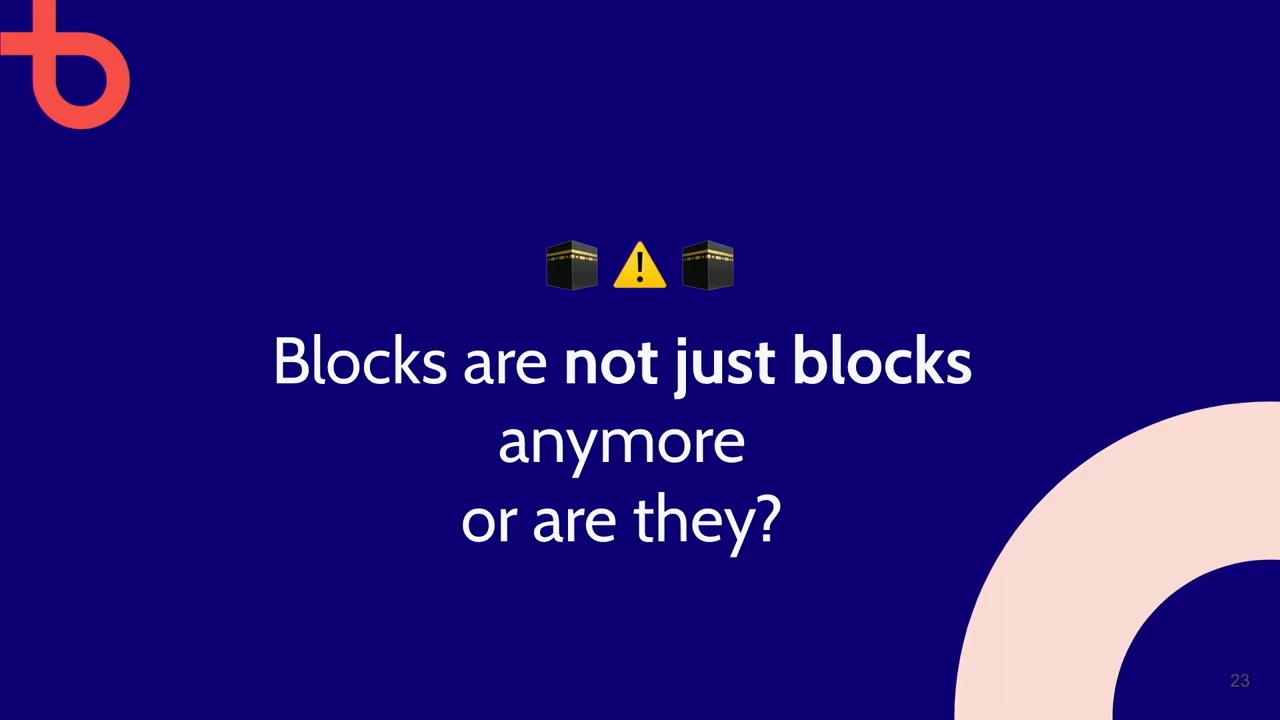 🕋 ⚠️ 🕋
Blocks are not just blocks
anymore
or are they?
23